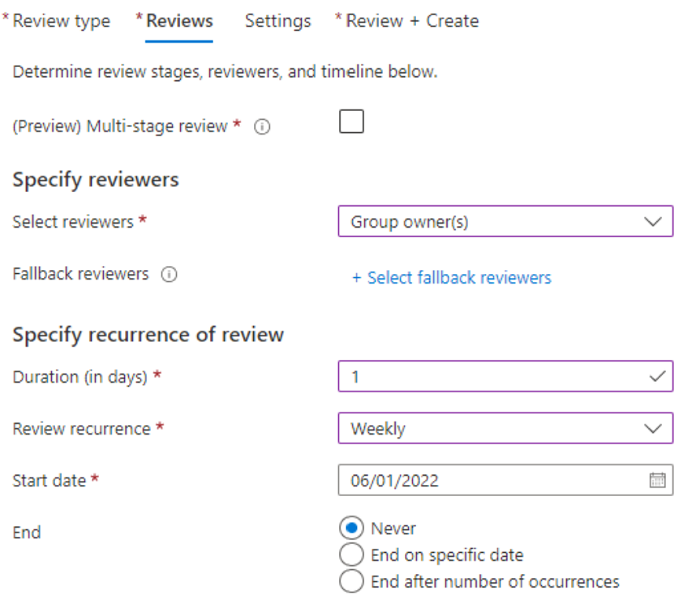 * Review type * Reviews Settings * Review + Create
Determine review stages, reviewers, and timeline below.
(Preview) Multi-stage review *
Specify reviewers
Select reviewers * Group owner(s)
Fallback reviewers + Select fallback reviewers
Specify recurrence of review
Duration (in days) * 1
Review recurrence * Weekly
Start date * 06/01/2022
End Never
End on specific date
End after number of occurrences